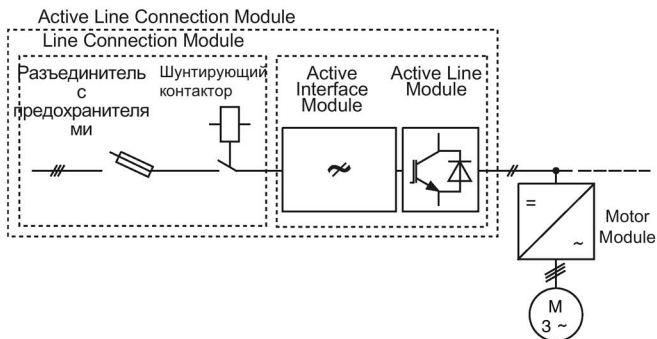 Active Line Connection Module
Line Connection Module
Разъединитель
с
предохранителя
ми
Шунтирующий
контактор
Active
Interface
Module
Active Line
Module
=
~
Motor
Module
M
3 ~